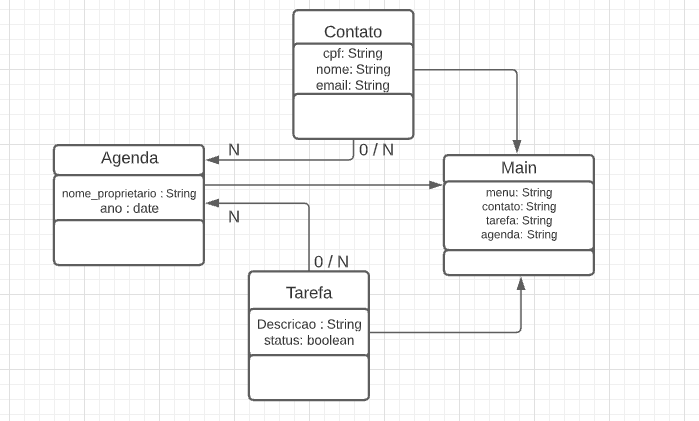 Contato
cpf: String
nome: String
email: String
N
0 / N
Agenda
nome_proprietario : String
ano : date
Main
menu: String
contato: String
tarefa: String
agenda: String
N
0 / N
Tarefa
Descricao : String
status: boolean